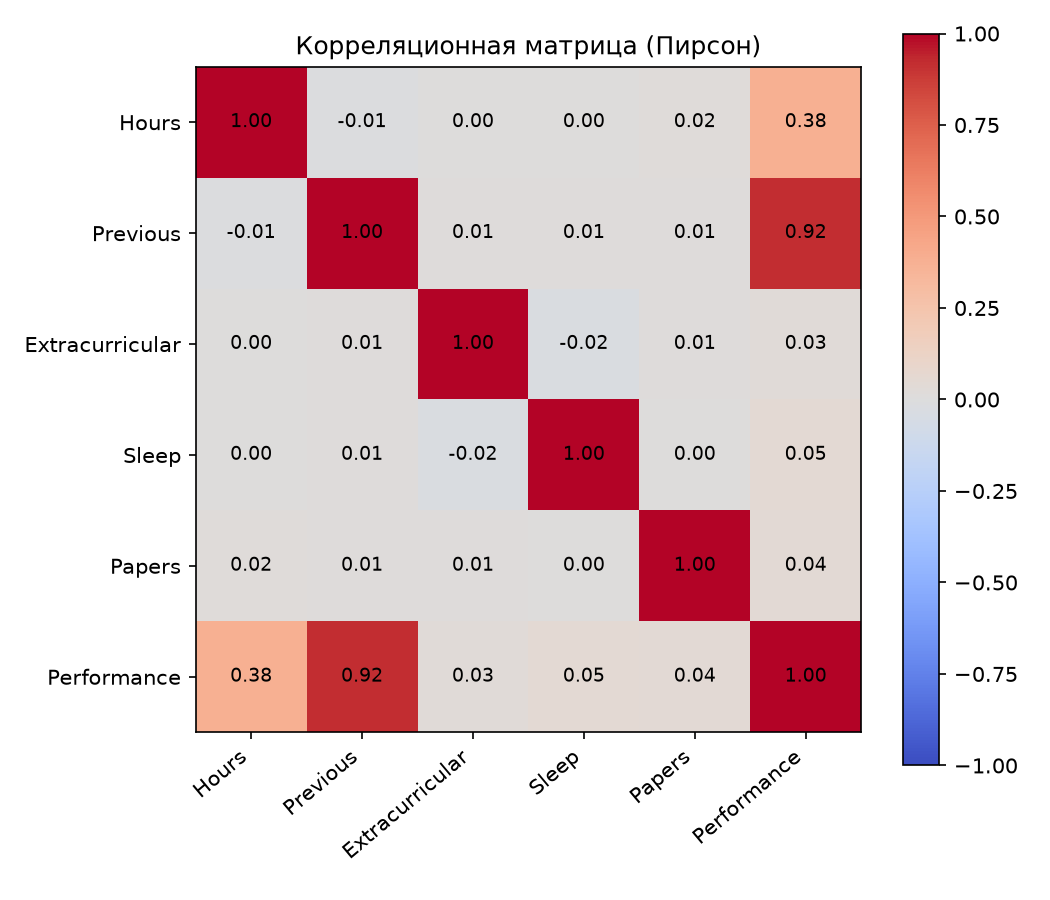 Корреляционная матрица (Пирсон)
1.00
Hours 1.00 -0.01 0.00 0.00 0.02 0.38
0.75
Previous -0.01 1.00 0.01 0.01 0.01 0.92
0.50
0.25
Extracurricular 0.00 0.01 1.00 -0.02 0.01 0.03
0.00
Sleep 0.00 0.01 -0.02 1.00 0.00 0.05
−0.25
Papers 0.02 0.01 0.01 0.00 1.00 0.04
−0.50
Performance 0.38 0.92 0.03 0.05 0.04 1.00
−0.75
−1.00
Hours
Previous
Extracurricular
Sleep
Papers
Performance